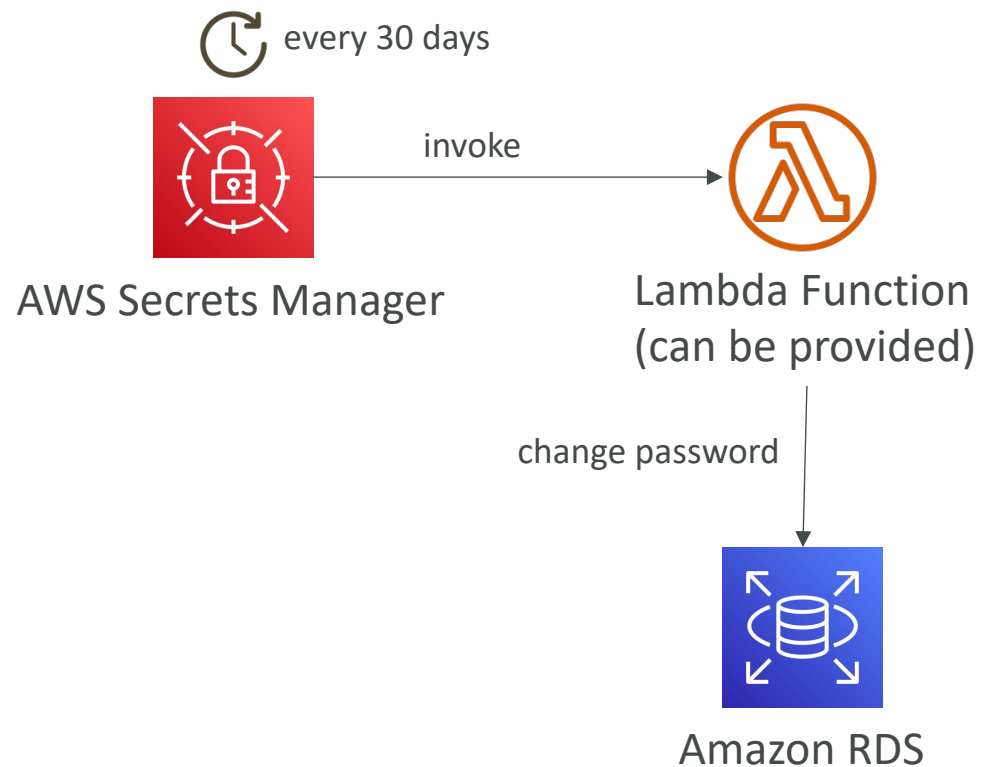 every 30 days
invoke
AWS Secrets Manager
Lambda Function
(can be provided)
change password
Amazon RDS